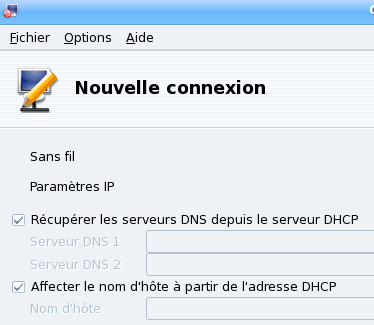 Fichier Options Aide
Nouvelle connexion
Sans fil
Paramètres IP
Récupérer les serveurs DNS depuis le serveur DHCP
Serveur DNS 1
Serveur DNS 2
Affecter le nom d'hôte à partir de l'adresse DHCP
Nom d'hôte :